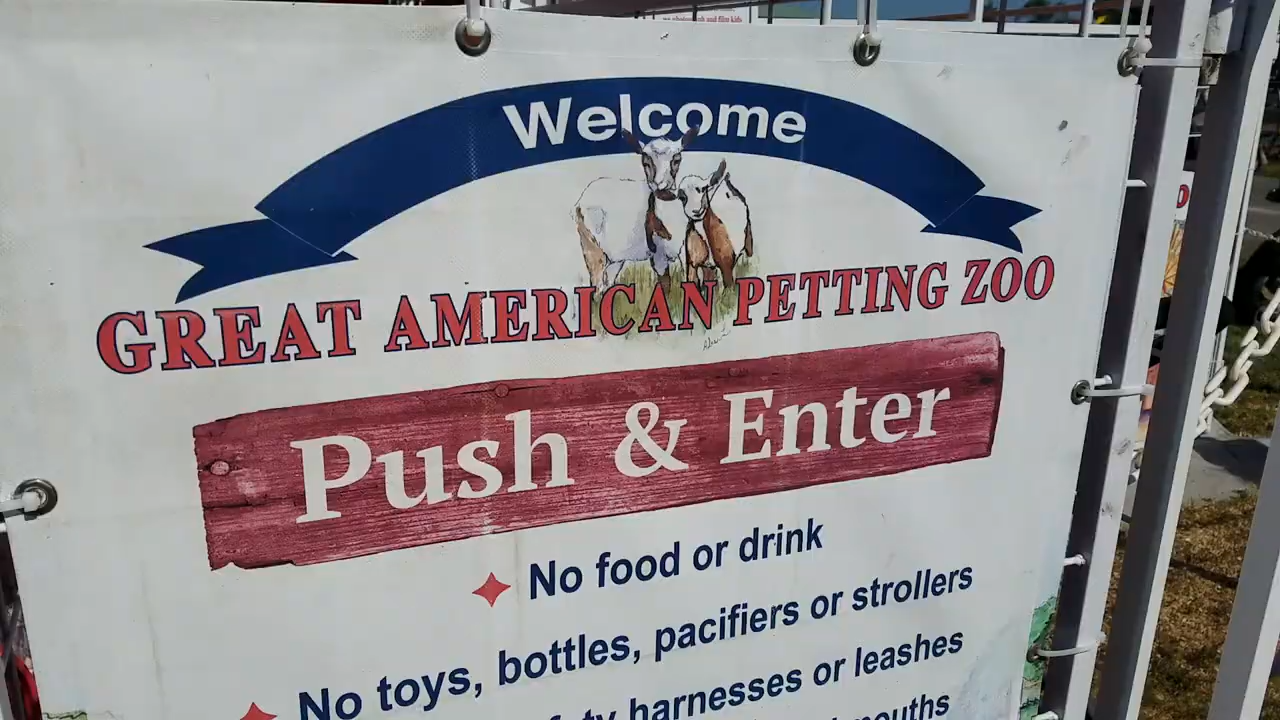 Welcome
GREAT AMERICAN PETTING ZOO
Push & Enter
No food or drink
No toys, bottles, pacifiers or strollers
harnesses or leashes